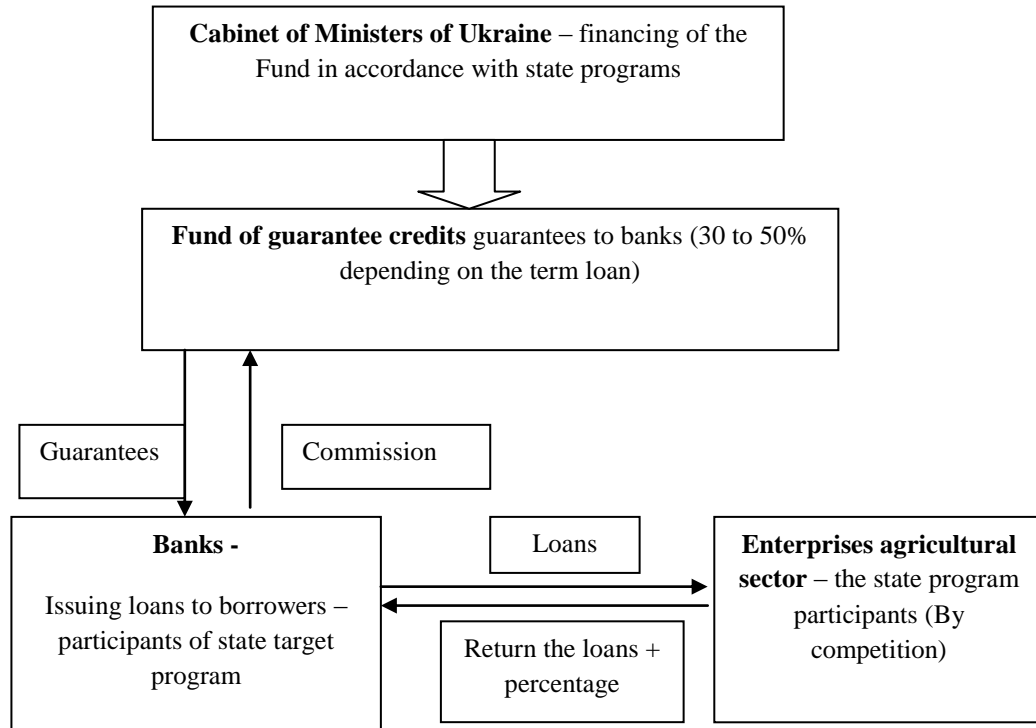 Cabinet of Ministers of Ukraine – financing of the
Fund in accordance with state programs
Fund of guarantee credits guarantees to banks (30 to 50%
depending on the term loan)
Guarantees
Commission
Banks -
Issuing loans to borrowers –
participants of state target
program
Loans
Return the loans +
percentage
Enterprises agricultural
sector – the state program
participants (By
competition)